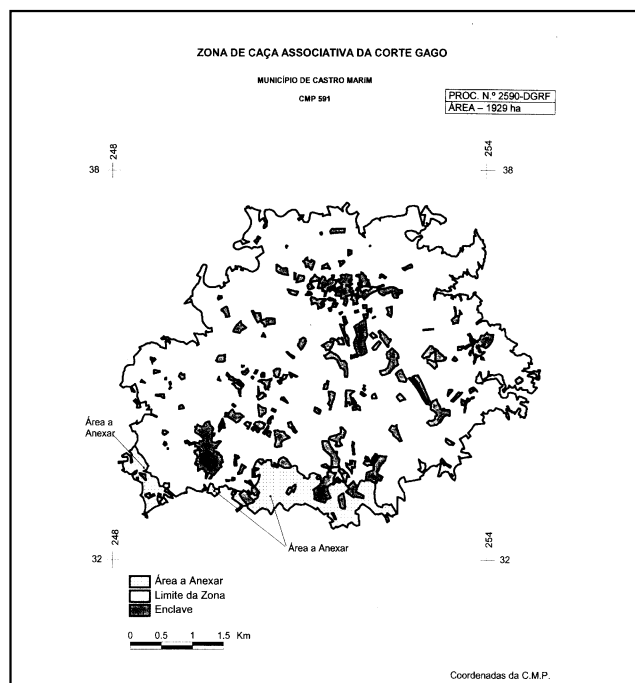 ZONA DE CAÇA ASSOCIATIVA DA CORTE GAGO
MUNICÍPIO DE CASTRO MARIM
CMP 591
PROC. N.º 2590-DGRF
ÁREA – 1929 ha
248
254
38
38
Área a
Anexar
Área a Anexar
248
254
32
32
Área a Anexar
Limite da Zona
Enclave
0 0.5 1 1.5 Km
Coordenadas da C.M.P.